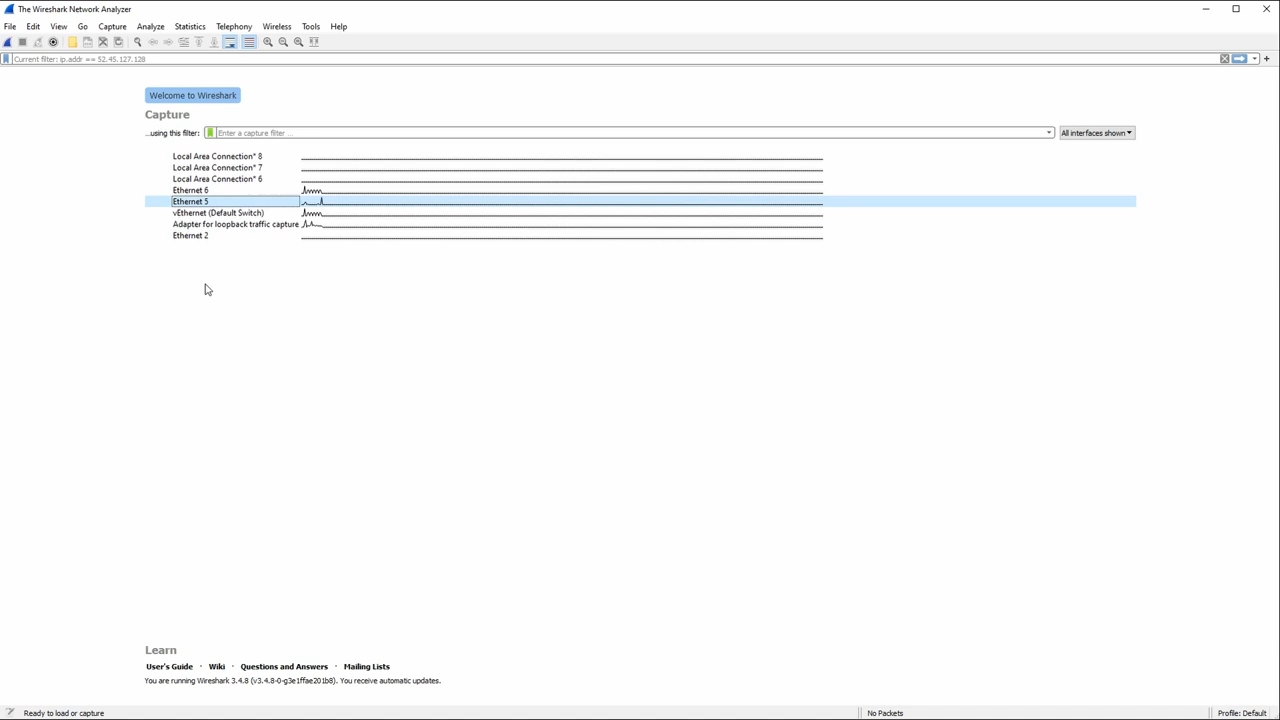 The Wireshark Network Analyzer
File Edit View Go Capture Analyze Statistics Telephony Wireless Tools Help
Current filter: ip.addr == 52.45.127.128
Welcome to Wireshark
Capture
...using this filter: Enter a capture filter ... All interfaces shown
Local Area Connection* 8
Local Area Connection* 7
Local Area Connection* 6
Ethernet 6
Ethernet 5
vEthernet (Default Switch)
Adapter for loopback traffic capture
Ethernet 2
Learn
User's Guide · Wiki · Questions and Answers · Mailing Lists
You are running Wireshark 3.4.8 (v3.4.8-0-g3e1ffae201b8). You receive automatic updates.
Ready to load or capture No Packets Profile: Default